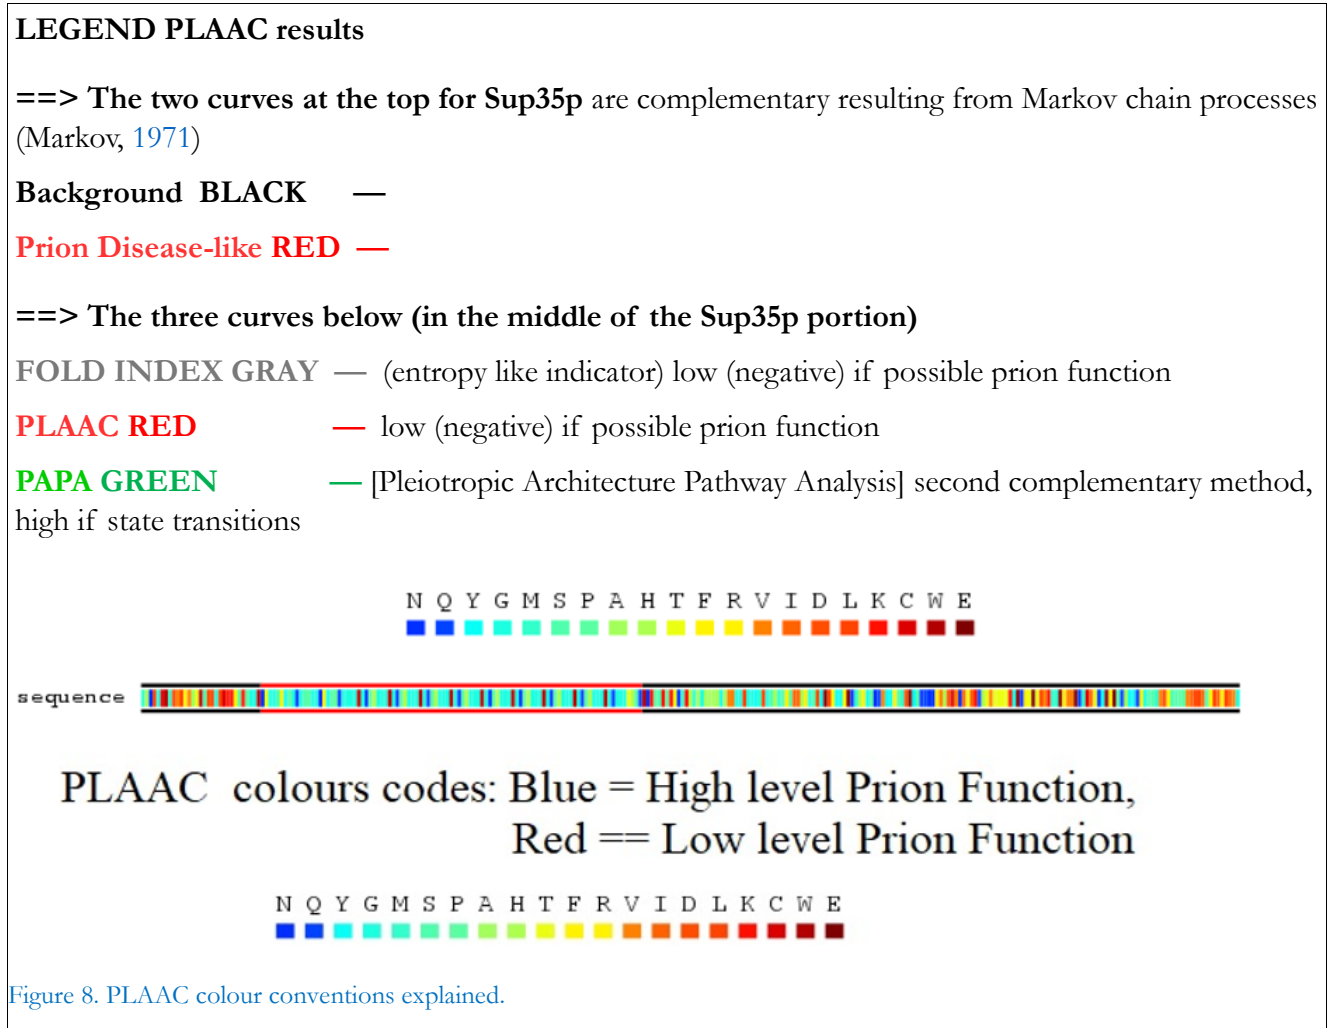 LEGEND PLAAC results
==> The two curves at the top for Sup35p are complementary resulting from Markov chain processes
(Markov, 1971)
Background BLACK —
Prion Disease-like RED —
==> The three curves below (in the middle of the Sup35p portion)
FOLD INDEX GRAY — (entropy like indicator) low (negative) if possible prion function
PLAAC RED — low (negative) if possible prion function
PAPA GREEN — [Pleiotropic Architecture Pathway Analysis] second complementary method,
high if state transitions
N Q Y G M S P A H T F R V I D L K C W E
sequence
PLAAC colours codes: Blue = High level Prion Function,
Red == Low level Prion Function
N Q Y G M S P A H T F R V I D L K C W E
Figure 8. PLAAC colour conventions explained.